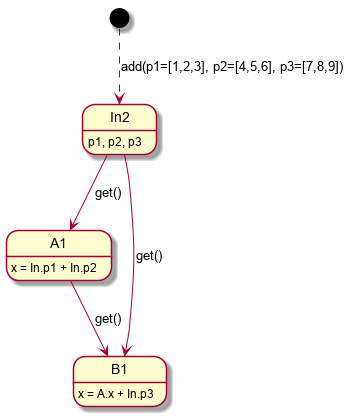 add(p1=[1,2,3], p2=[4,5,6], p3=[7,8,9])
In2
p1, p2, p3
get()
A1
x = In.p1 + In.p2
get()
get()
B1
x = A.x + In.p3